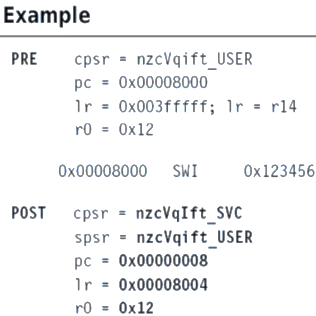 Example
PRE cpsr = nzcVqift_USER
pc = 0x00008000
lr = 0x003fffff; lr = r14
r0 = 0x12
0x00008000 SWI 0x123456
POST cpsr = nzcVqIft_SVC
spsr = nzcVqift_USER
pc = 0x00000008
lr = 0x00008004
r0 = 0x12